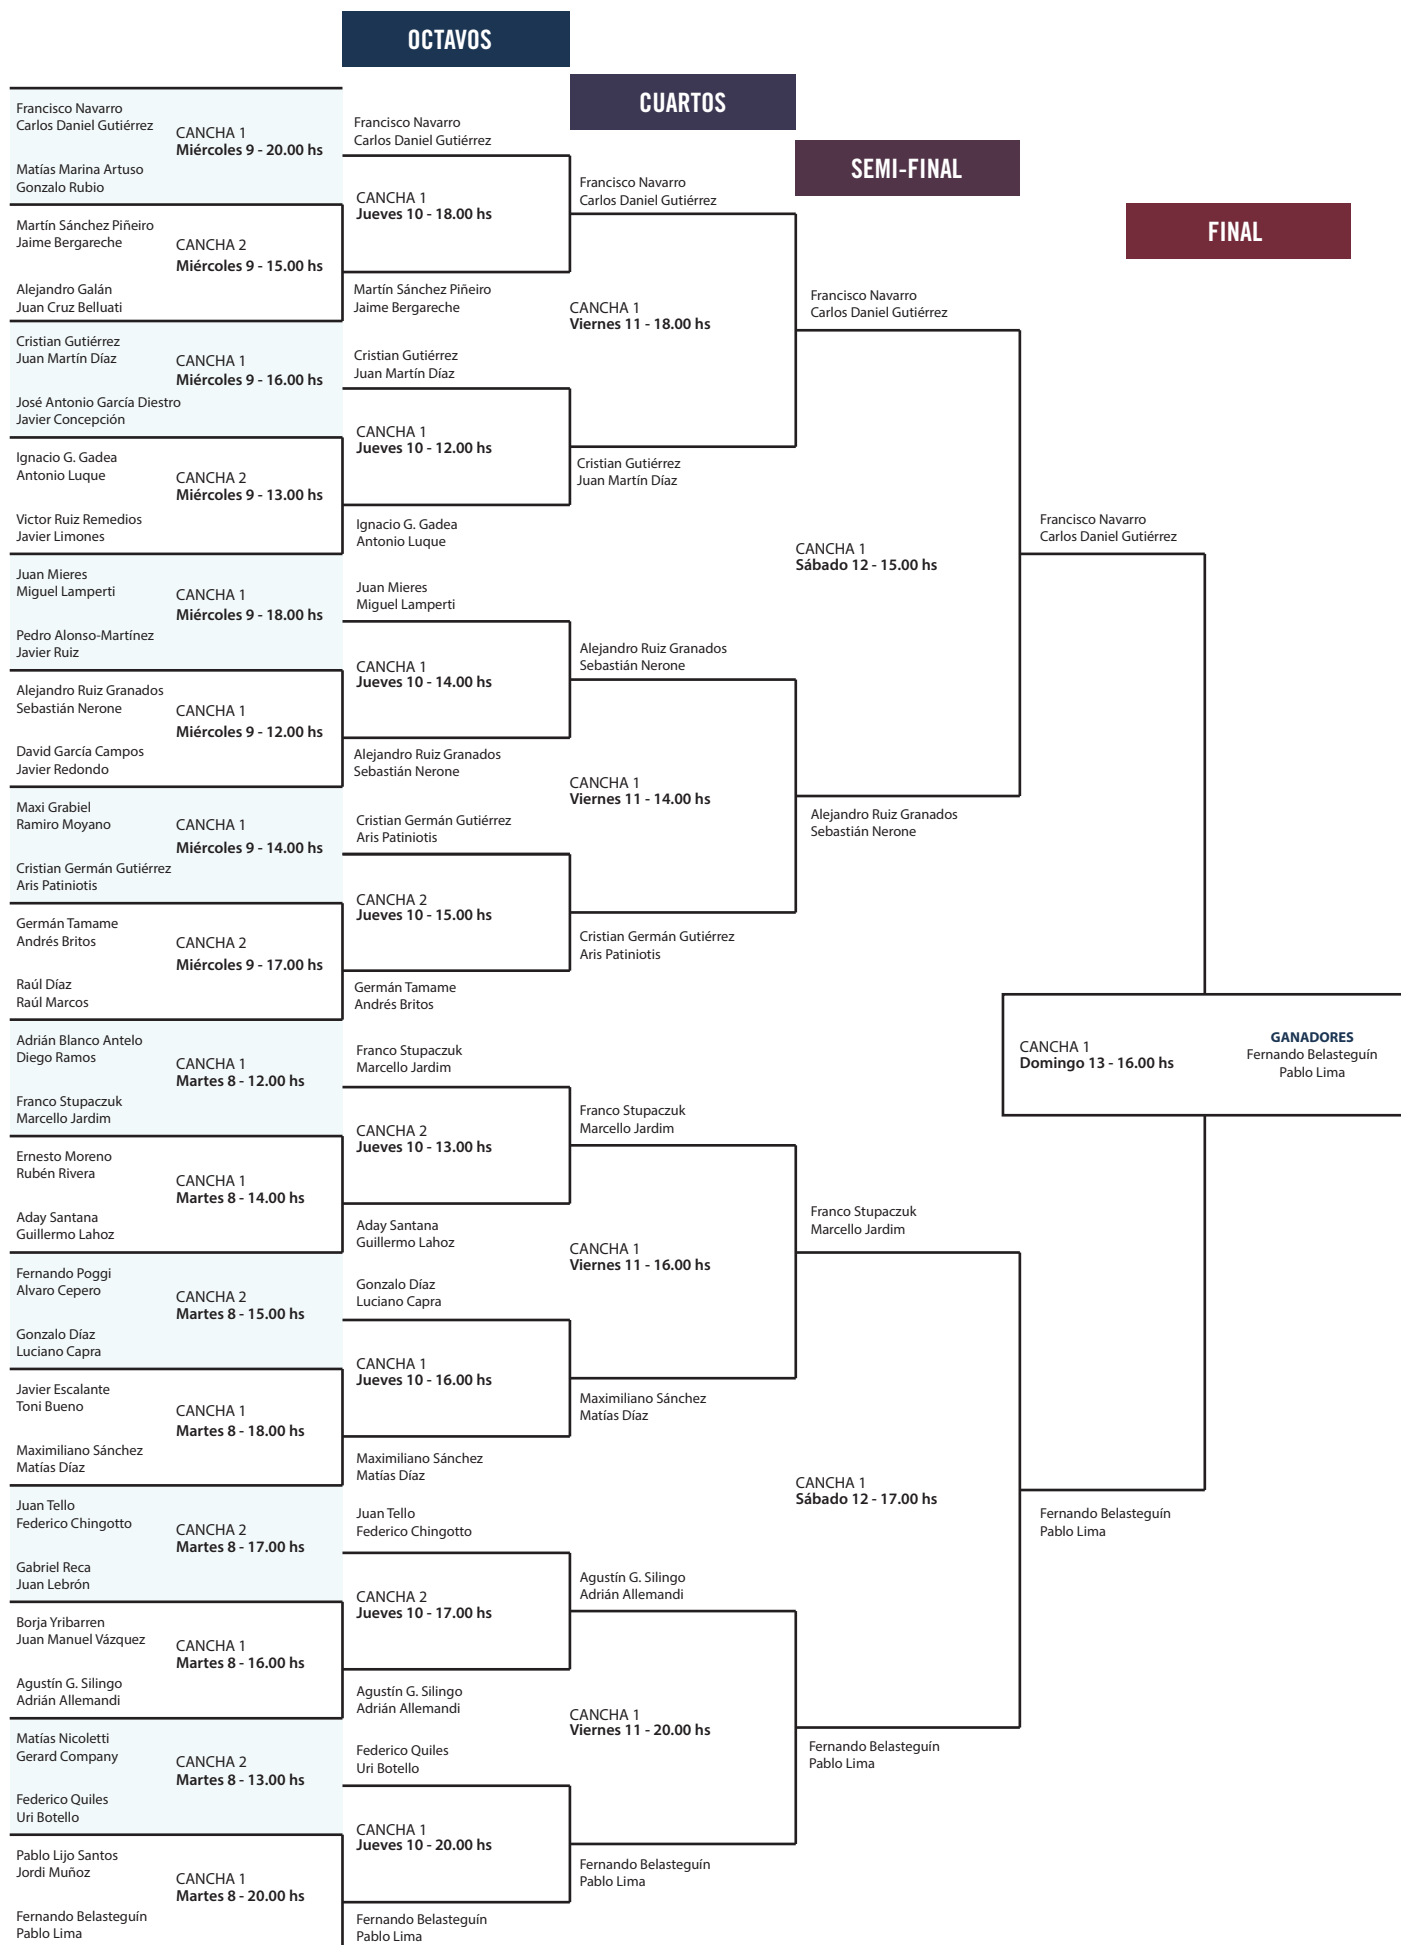 OCTAVOS
CUARTOS
SEMI-FINAL
FINAL
Francisco Navarro
Carlos Daniel Gutiérrez
CANCHA 1
Miércoles 9 - 20.00 hs
Matías Marina Artuso
Gonzalo Rubio
Martín Sánchez Piñeiro
Jaime Bergareche
CANCHA 2
Miércoles 9 - 15.00 hs
Alejandro Galán
Juan Cruz Belluati
Cristian Gutiérrez
Juan Martín Díaz
CANCHA 1
Miércoles 9 - 16.00 hs
José Antonio García Diestro
Javier Concepción
Ignacio G. Gadea
Antonio Luque
CANCHA 2
Miércoles 9 - 13.00 hs
Victor Ruiz Remedios
Javier Limones
Juan Mieres
Miguel Lamperti
CANCHA 1
Miércoles 9 - 18.00 hs
Pedro Alonso-Martínez
Javier Ruiz
Alejandro Ruiz Granados
Sebastián Nerone
CANCHA 1
Miércoles 9 - 12.00 hs
David García Campos
Javier Redondo
Maxi Grabiel
Ramiro Moyano
CANCHA 1
Miércoles 9 - 14.00 hs
Cristian Germán Gutiérrez
Aris Patiniotis
Germán Tamame
Andrés Britos
CANCHA 2
Miércoles 9 - 17.00 hs
Raúl Díaz
Raúl Marcos
Adrián Blanco Antelo
Diego Ramos
CANCHA 1
Martes 8 - 12.00 hs
Franco Stupaczuk
Marcello Jardim
Ernesto Moreno
Rubén Rivera
CANCHA 1
Martes 8 - 14.00 hs
Aday Santana
Guillermo Lahoz
Fernando Poggi
Alvaro Cepero
CANCHA 2
Martes 8 - 15.00 hs
Gonzalo Díaz
Luciano Capra
Javier Escalante
Toni Bueno
CANCHA 1
Martes 8 - 18.00 hs
Maximiliano Sánchez
Matías Díaz
Juan Tello
Federico Chingotto
CANCHA 2
Martes 8 - 17.00 hs
Gabriel Reca
Juan Lebrón
Borja Yribarren
Juan Manuel Vázquez
CANCHA 1
Martes 8 - 16.00 hs
Agustín G. Silingo
Adrián Allemandi
Matías Nicoletti
Gerard Company
CANCHA 2
Martes 8 - 13.00 hs
Federico Quiles
Uri Botello
Pablo Lijo Santos
Jordi Muñoz
CANCHA 1
Martes 8 - 20.00 hs
Fernando Belasteguín
Pablo Lima
Francisco Navarro
Carlos Daniel Gutiérrez
CANCHA 1
Jueves 10 - 18.00 hs
Martín Sánchez Piñeiro
Jaime Bergareche
Cristian Gutiérrez
Juan Martín Díaz
CANCHA 1
Jueves 10 - 12.00 hs
Ignacio G. Gadea
Antonio Luque
Juan Mieres
Miguel Lamperti
CANCHA 1
Jueves 10 - 14.00 hs
Alejandro Ruiz Granados
Sebastián Nerone
Cristian Germán Gutiérrez
Aris Patiniotis
CANCHA 2
Jueves 10 - 15.00 hs
Germán Tamame
Andrés Britos
Franco Stupaczuk
Marcello Jardim
CANCHA 2
Jueves 10 - 13.00 hs
Aday Santana
Guillermo Lahoz
Gonzalo Díaz
Luciano Capra
CANCHA 1
Jueves 10 - 16.00 hs
Maximiliano Sánchez
Matías Díaz
Juan Tello
Federico Chingotto
CANCHA 2
Jueves 10 - 17.00 hs
Agustín G. Silingo
Adrián Allemandi
Federico Quiles
Uri Botello
CANCHA 1
Jueves 10 - 20.00 hs
Fernando Belasteguín
Pablo Lima
Francisco Navarro
Carlos Daniel Gutiérrez
CANCHA 1
Viernes 11 - 18.00 hs
Cristian Gutiérrez
Juan Martín Díaz
Alejandro Ruiz Granados
Sebastián Nerone
CANCHA 1
Viernes 11 - 14.00 hs
Cristian Germán Gutiérrez
Aris Patiniotis
Franco Stupaczuk
Marcello Jardim
CANCHA 1
Viernes 11 - 16.00 hs
Maximiliano Sánchez
Matías Díaz
Agustín G. Silingo
Adrián Allemandi
CANCHA 1
Viernes 11 - 20.00 hs
Fernando Belasteguín
Pablo Lima
Francisco Navarro
Carlos Daniel Gutiérrez
CANCHA 1
Sábado 12 - 15.00 hs
Alejandro Ruiz Granados
Sebastián Nerone
Franco Stupaczuk
Marcello Jardim
CANCHA 1
Sábado 12 - 17.00 hs
Fernando Belasteguín
Pablo Lima
Francisco Navarro
Carlos Daniel Gutiérrez
CANCHA 1
Domingo 13 - 16.00 hs
GANADORES
Fernando Belasteguín
Pablo Lima
Fernando Belasteguín
Pablo Lima